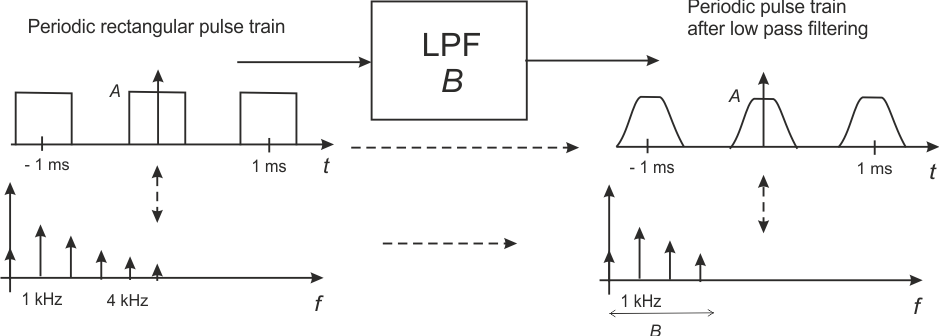 Periodic rectangular pulse train
LPF
B
Periodic pulse train
after low pass filtering
A
- 1 ms
1 ms
t
A
- 1 ms
1 ms
t
1 kHz
4 kHz
f
1 kHz
f
B